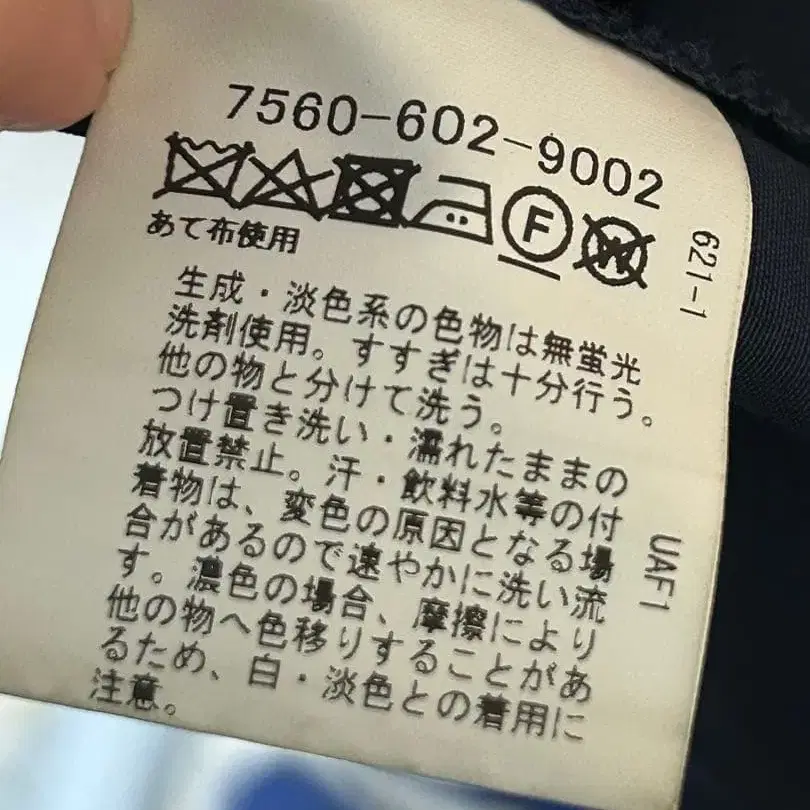 7560-602-9002
F
W
あて布使用
621-1
生成・淡色系の色物は無蛍光
洗剤使用。すすぎは十分行う。
他の物と分けて洗う。
つけ置き洗い・濡れたままの
放置禁止。汗・飲料水等の付
着物は、変色の原因となる場
合があるので速やかに洗い流
す。濃色の場合、摩擦により
他の物へ色移りすることがあ
るため、白・淡色との着用に
注意。
UAF1